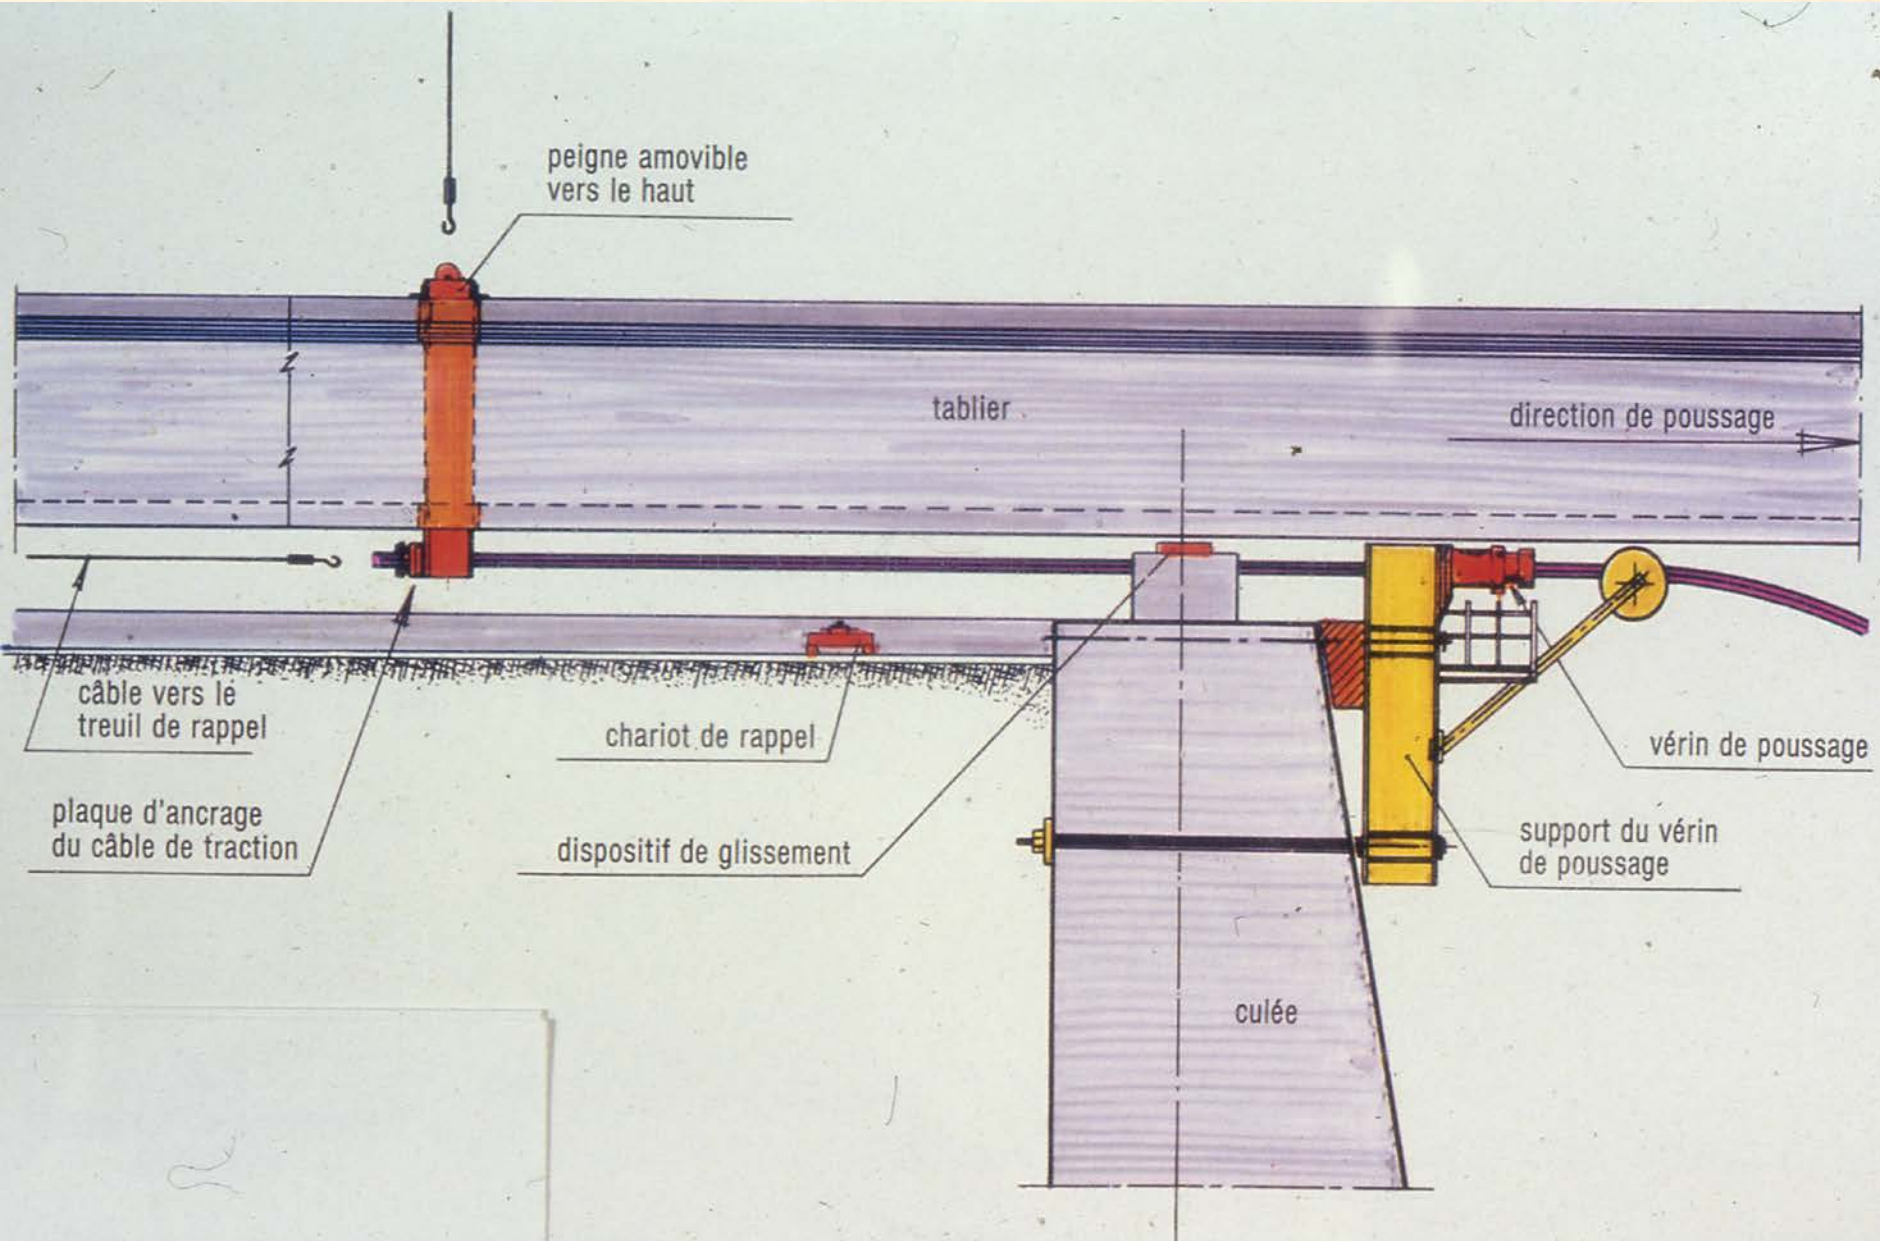 peigne amovible
vers le haut
tablier
direction de poussage
câble vers le
treuil de rappel
chariot de rappel
vérin de poussage
plaque d'ancrage
du câble de traction
dispositif de glissement
support du vérin
de poussage
culée